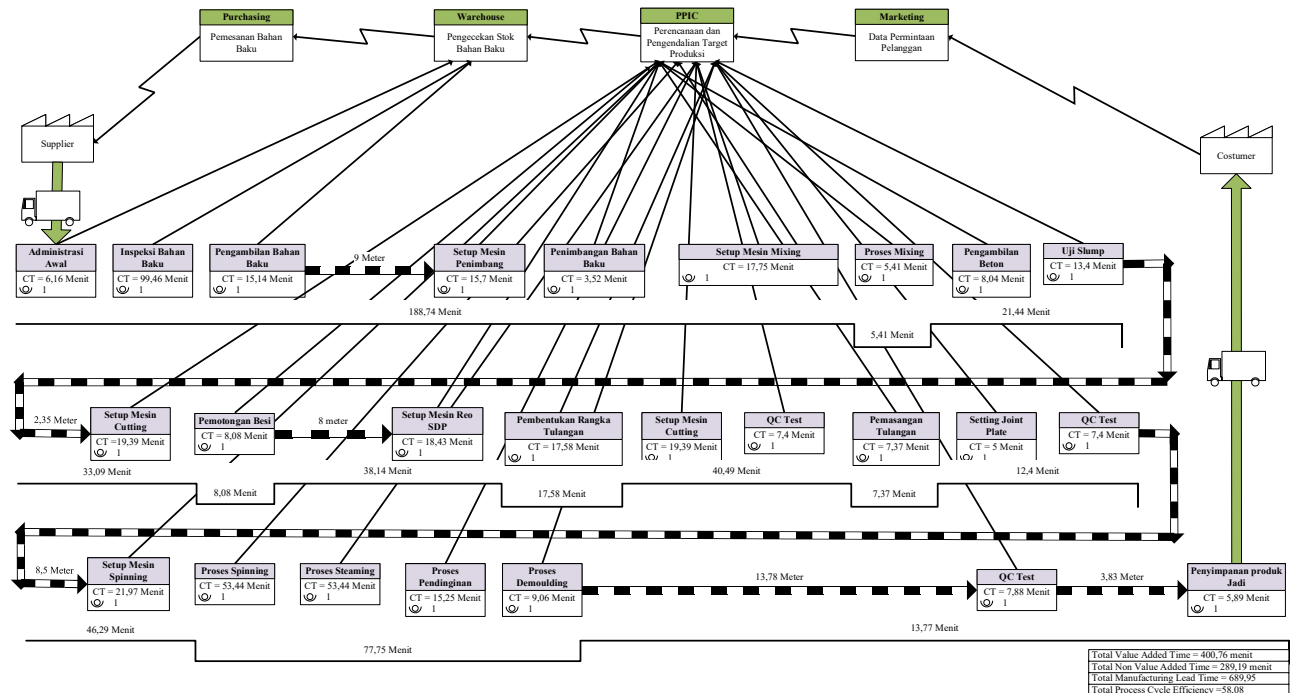 Purchasing
Pemesanan Bahan
Baku
Warehouse
Pengecekan Stok
Bahan Baku
PPIC
Perencanaan dan
Pengendalian Target
Produksi
Marketing
Data Permintaan
Pelanggan
Supplier
Costumer
Administrasi
Awal
CT = 6,16 Menit
1
Inspeksi Bahan
Baku
CT = 99,46 Menit
1
Pengambilan Bahan
Baku
CT = 15,14 Menit
1
9 Meter
Setup Mesin
Penimbang
CT = 15,7 Menit
1
Penimbangan Bahan
Baku
CT = 3,52 Menit
1
Setup Mesin Mixing
CT = 17,75 Menit
1
Proses Mixing
CT = 5,41 Menit
1
Pengambilan
Beton
CT = 8,04 Menit
1
Uji Slump
CT = 13,4 Menit
1
188,74 Menit
5,41 Menit
21,44 Menit
2,35 Meter
Setup Mesin
Cutting
CT =19,39 Menit
1
Pemotongan Besi
CT = 8,08 Menit
1
8 meter
Setup Mesin Reo
SDP
CT = 18,43 Menit
1
Pembentukan Rangka
Tulangan
CT = 17,58 Menit
1
Setup Mesin
Cutting
CT = 19,39 Menit
1
QC Test
CT = 7,4 Menit
1
Pemasangan
Tulangan
CT = 7,37 Menit
1
Setting Joint
Plate
CT = 5 Menit
1
QC Test
CT = 7,4 Menit
1
33,09 Menit
8,08 Menit
38,14 Menit
17,58 Menit
40,49 Menit
7,37 Menit
12,4 Menit
8,5 Meter
Setup Mesin
Spinning
CT = 21,97 Menit
1
Proses Spinning
CT = 53,44 Menit
1
Proses Steaming
CT = 53,44 Menit
1
Proses
Pendinginan
CT = 15,25 Menit
1
Proses
Demoulding
CT = 9,06 Menit
1
13,78 Meter
QC Test
CT = 7,88 Menit
1
3,83 Meter
Penyimpanan produk
Jadi
CT = 5,89 Menit
1
46,29 Menit
77,75 Menit
13,77 Menit
Total Value Added Time = 400,76 menit
Total Non Value Added Time = 289,19 menit
Total Manufacturing Lead Time = 689,95
Total Process Cycle Efficiency =58,08